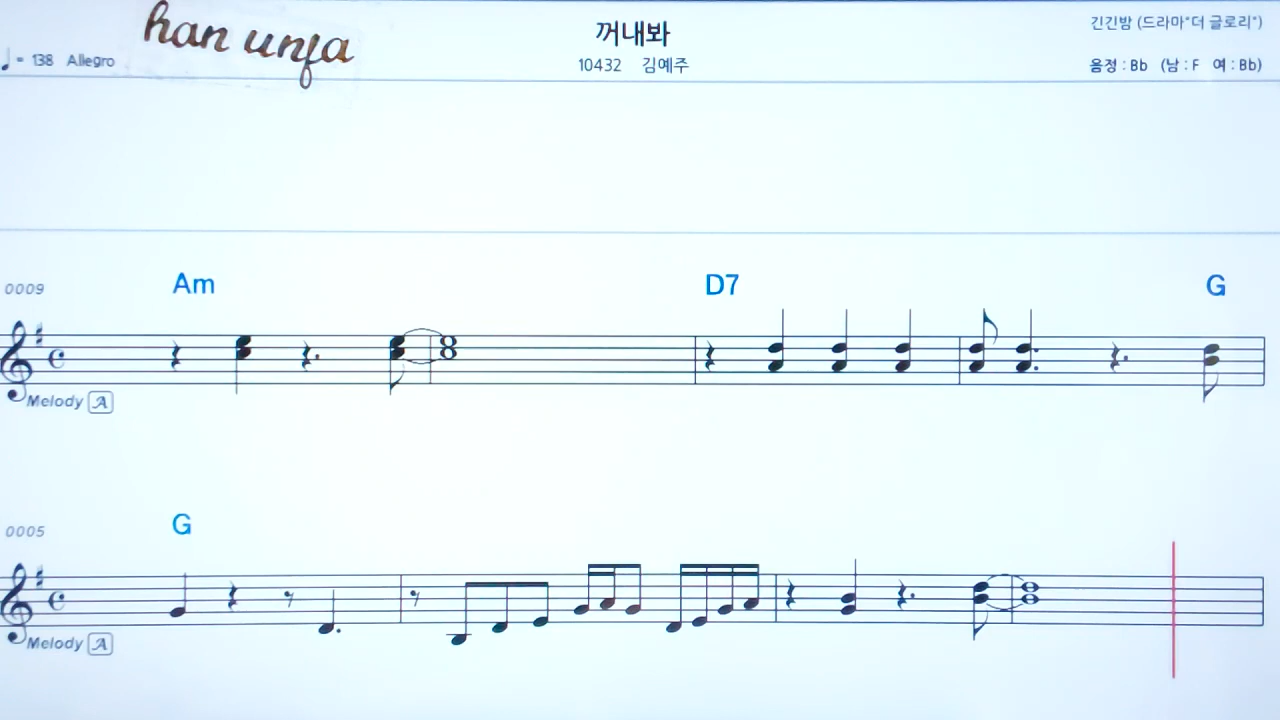 han unja
꺼내봐
긴긴밤 (드라마"더 글로리")
♩= 138 Allegro
10432 김예주
음정 : Bb (남 : F 여 : Bb)
0009 Am D7 G
Melody A
0005 G
Melody A